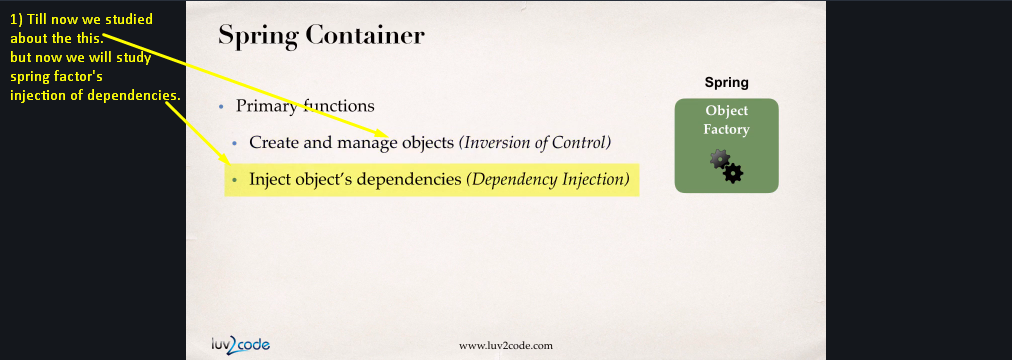 1) Till now we studied
about the this.
but now we will study
spring factor's
injection of dependencies.
Spring Container
• Primary functions
• Create and manage objects (Inversion of Control)
• Inject object’s dependencies (Dependency Injection)
Spring
Object
Factory
luv2code
www.luv2code.com